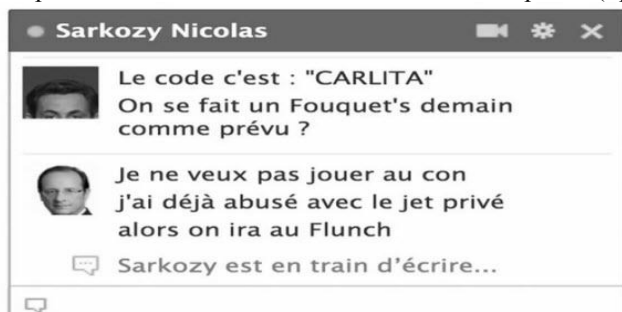 Sarkozy Nicolas
Le code c'est : "CARLITA"
On se fait un Fouquet's demain
comme prévu ?
Je ne veux pas jouer au con
j'ai déjà abusé avec le jet privé
alors on ira au Flunch
Sarkozy est en train d'écrire...